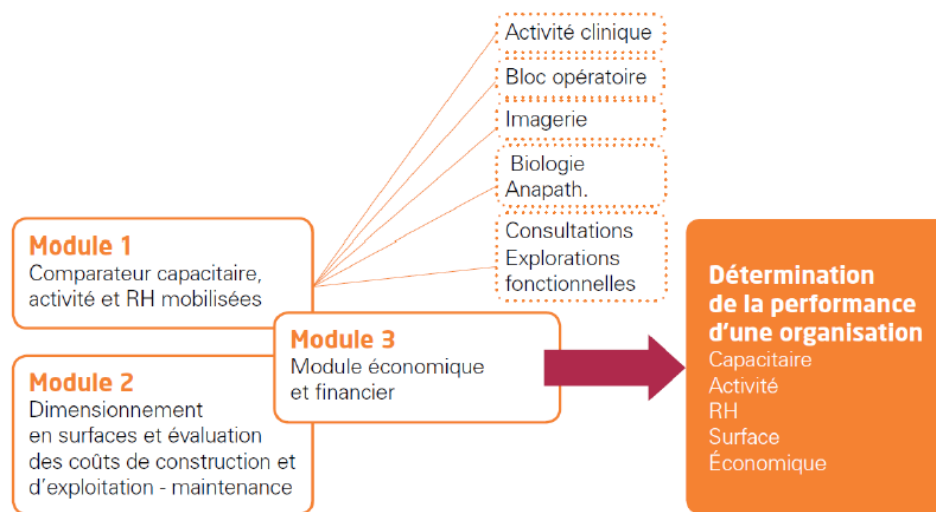 Activité clinique
Bloc opératoire
Imagerie
Biologie
Anapath.
Consultations
Explorations
fonctionnelles
Module 1
Comparateur capacitaire,
activité et RH mobilisées
Module 2
Dimensionnement
en surfaces et évaluation
des coûts de construction et
d'exploitation - maintenance
Module 3
Module économique
et financier
Détermination
de la performance
d'une organisation
Capacitaire
Activité
RH
Surface
Économique